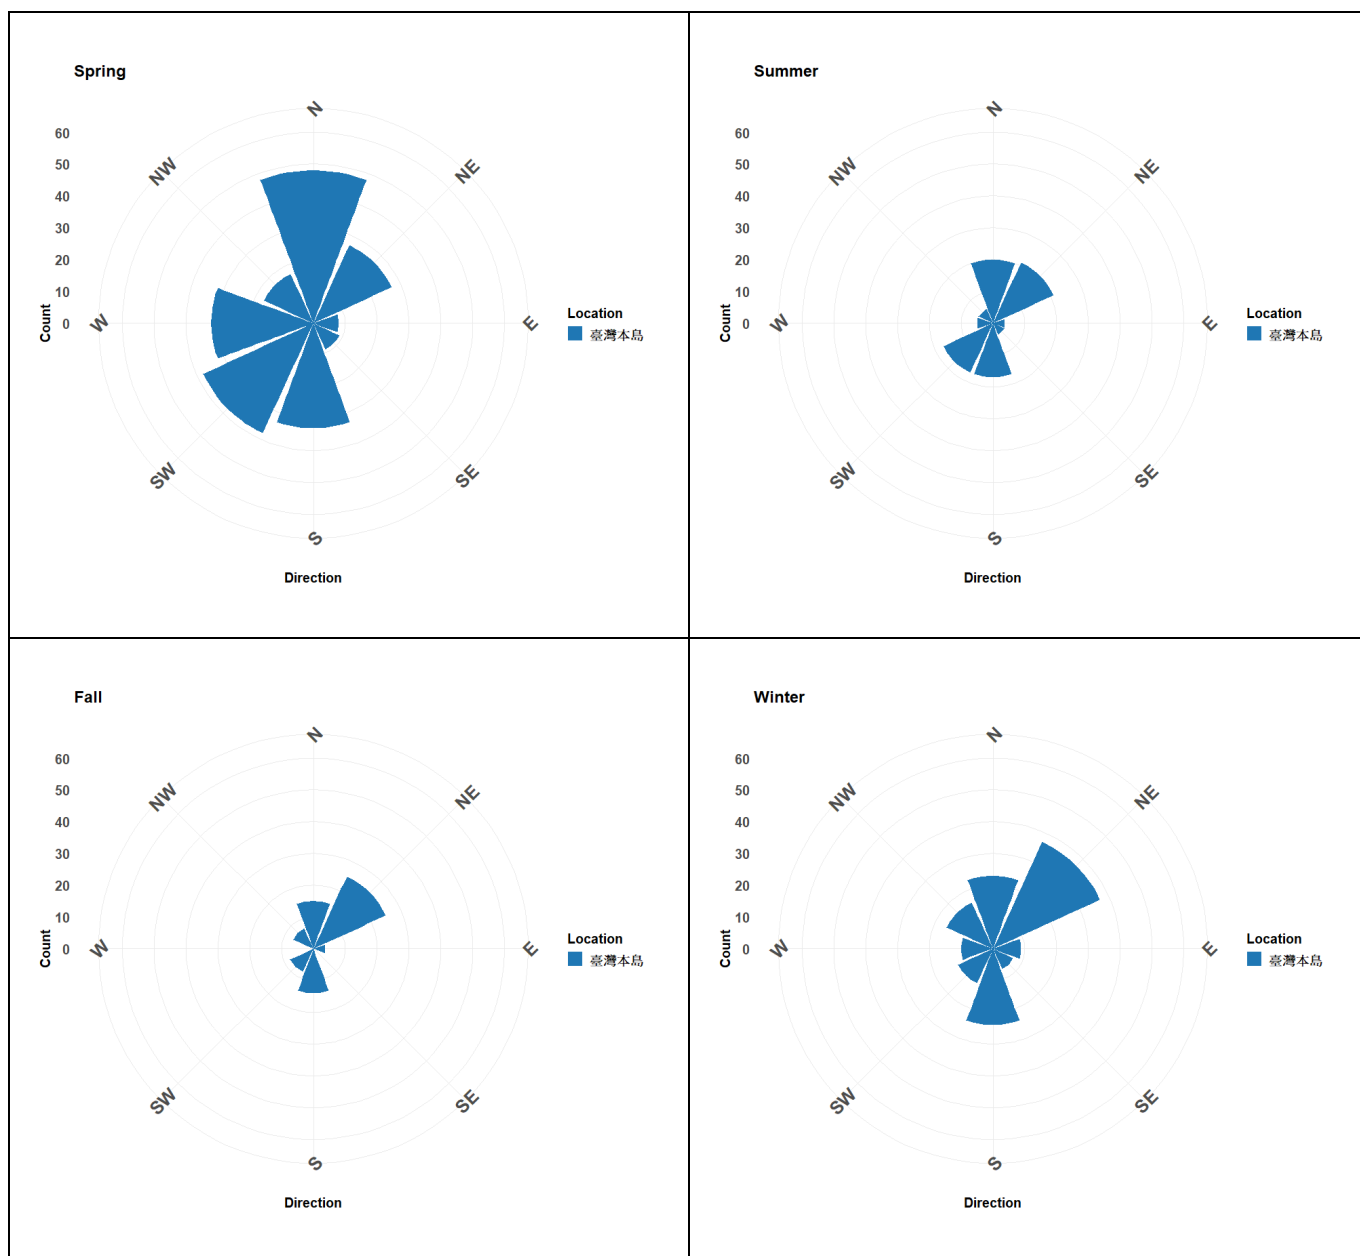 Spring
N
NE
E
SE
S
SW
W
NW
60
50
40
30
20
10
0
Count
Direction
Location
臺灣本島
Summer
N
NE
E
SE
S
SW
W
NW
60
50
40
30
20
10
0
Count
Direction
Location
臺灣本島
Fall
N
NE
E
SE
S
SW
W
NW
60
50
40
30
20
10
0
Count
Direction
Location
臺灣本島
Winter
N
NE
E
SE
S
SW
W
NW
60
50
40
30
20
10
0
Count
Direction
Location
臺灣本島